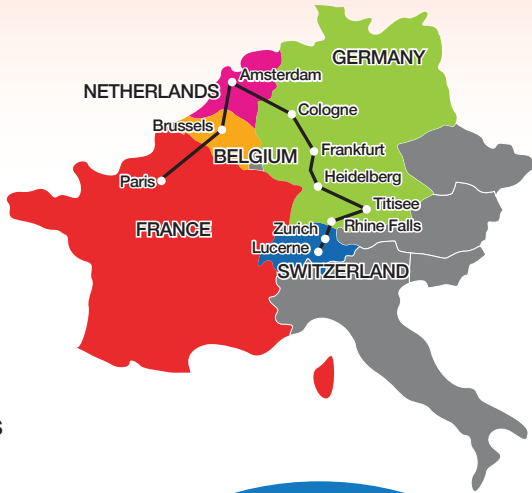 GERMANY
Amsterdam
NETHERLANDS
Cologne
Brussels
BELGIUM
Frankfurt
Heidelberg
Paris
Titisee
FRANCE
Zurich
Rhine Falls
Lucerne
SWITZERLAND
s